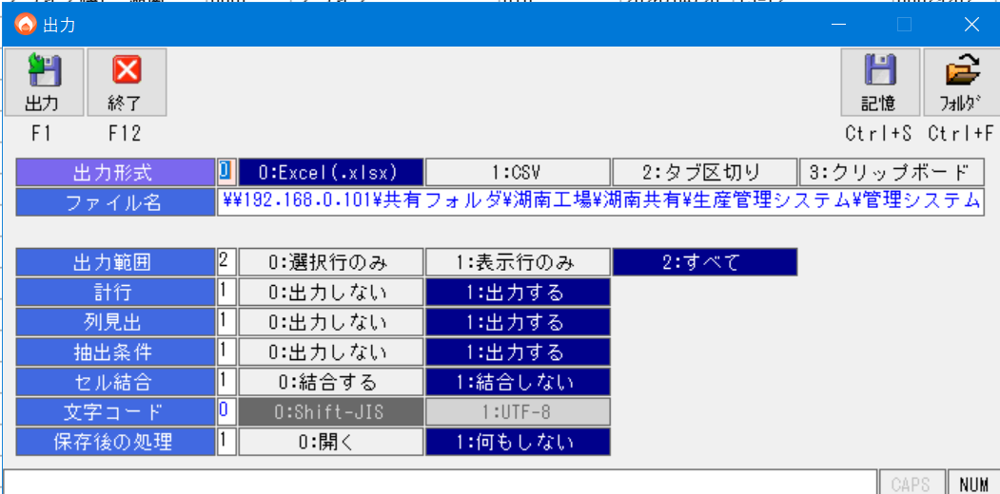 出力
出力 終了 記憶 フォルダ
F1 F12 Ctrl+S Ctrl+F
出力形式 0 0:Excel(.xlsx) 1:CSV 2:タブ区切り 3:クリップボード
ファイル名 ¥¥192.168.0.101¥共有フォルダ¥湖南工場¥湖南共有¥生産管理システム¥管理システム
出力範囲 2 0:選択行のみ 1:表示行のみ 2:すべて
計行 1 0:出力しない 1:出力する
列見出 1 0:出力しない 1:出力する
抽出条件 1 0:出力しない 1:出力する
セル結合 1 0:結合する 1:結合しない
文字コード 0 0:Shift-JIS 1:UTF-8
保存後の処理 1 0:開く 1:何もしない
CAPS NUM